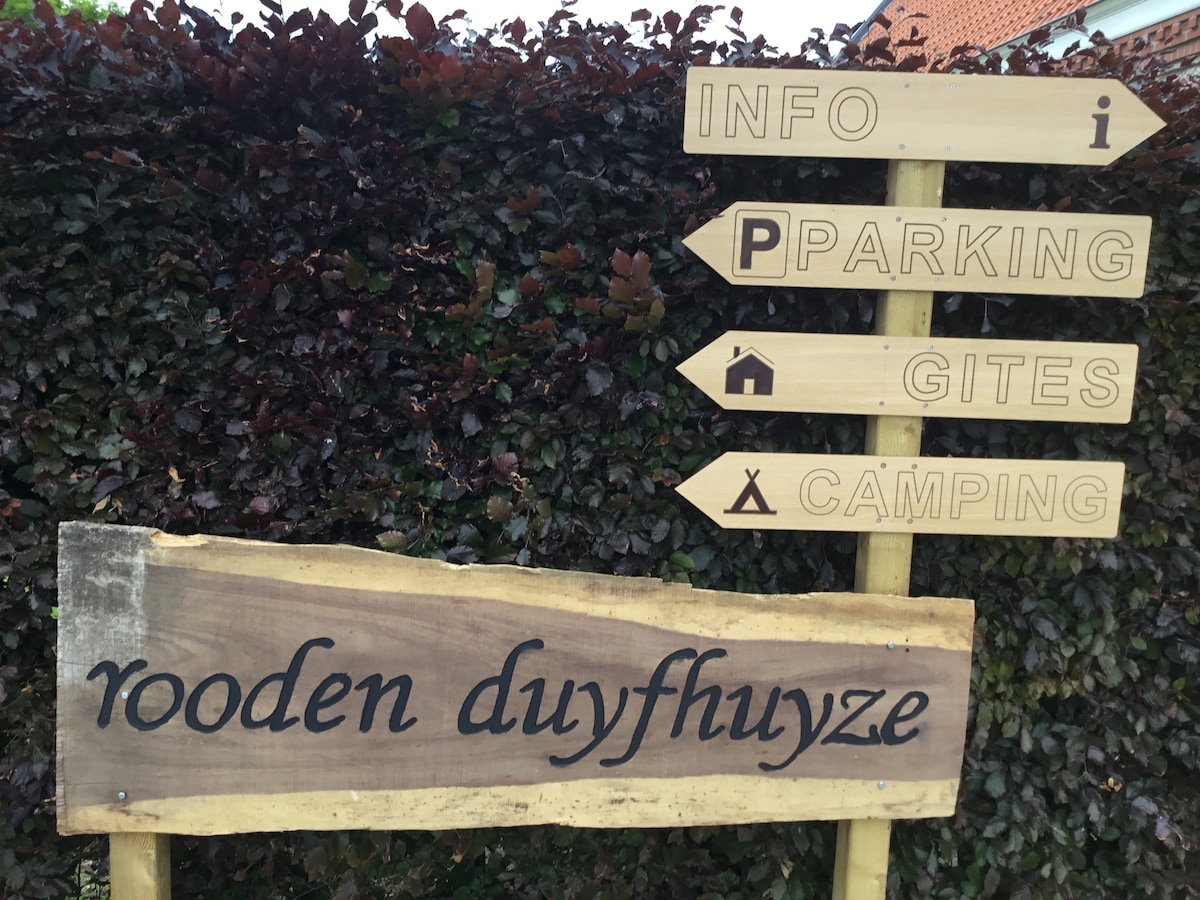 INFO i
P PARKING
GITES
CAMPING
rooden duyfhuyze